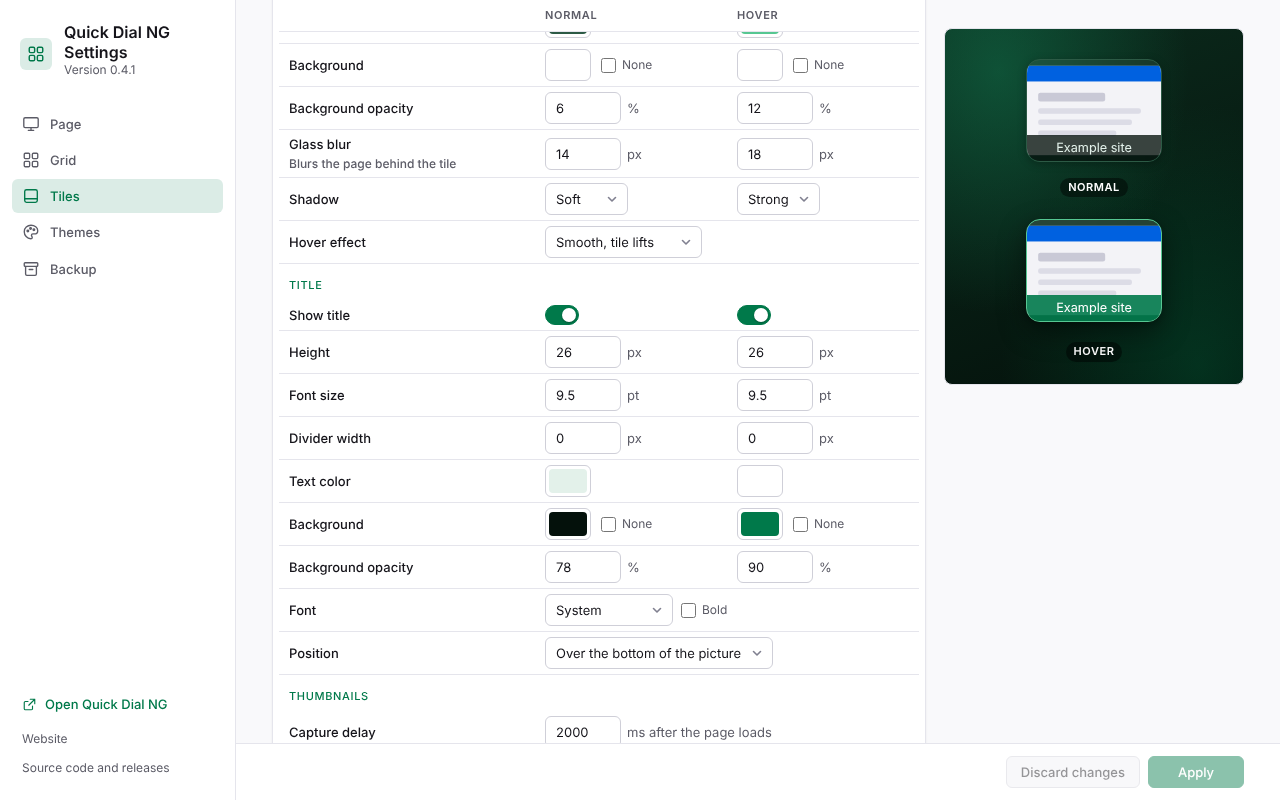 Quick Dial NG
Settings
Version 0.4.1
Page
Grid
Tiles
Themes
Backup
Open Quick Dial NG
Website
Source code and releases
NORMAL HOVER
Background None None
Background opacity 6 % 12 %
Glass blur 14 px 18 px
Blurs the page behind the tile
Shadow Soft Strong
Hover effect Smooth, tile lifts
TITLE
Show title
Height 26 px 26 px
Font size 9.5 pt 9.5 pt
Divider width 0 px 0 px
Text color
Background None None
Background opacity 78 % 90 %
Font System Bold
Position Over the bottom of the picture
THUMBNAILS
Capture delay 2000 ms after the page loads
Example site
NORMAL
Example site
HOVER
Discard changes Apply